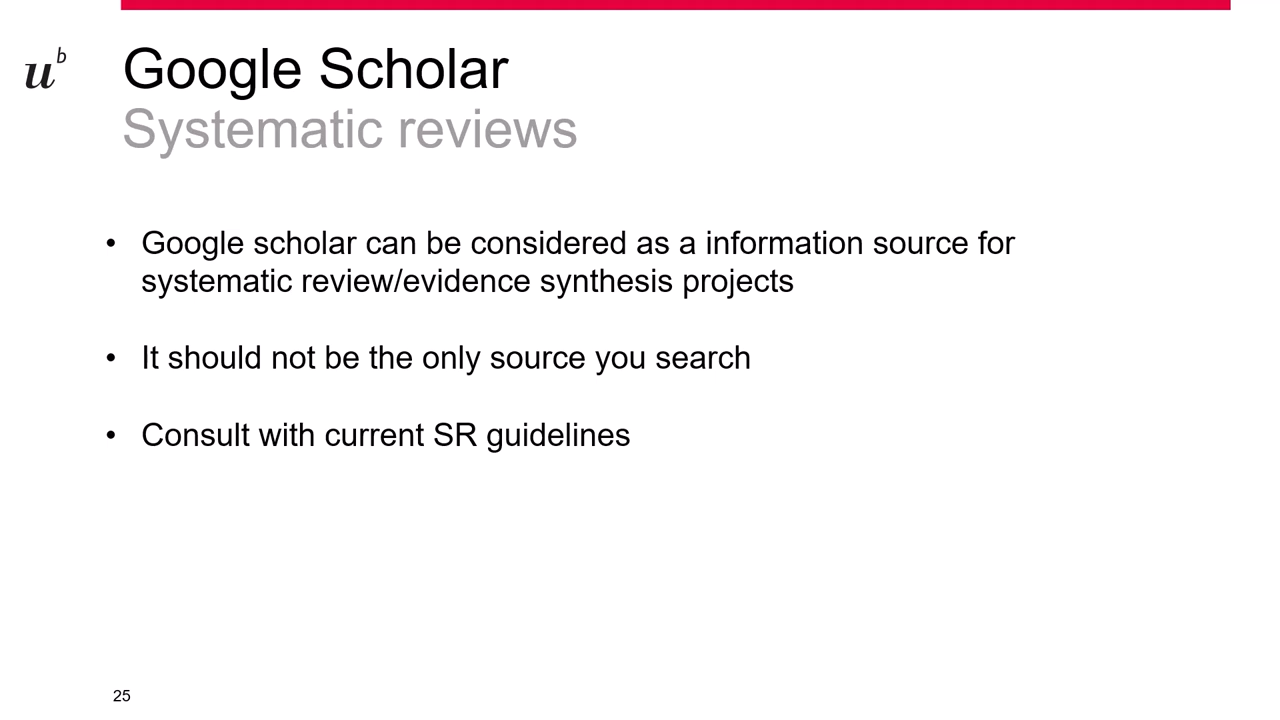 u^b
Google Scholar
Systematic reviews
• Google scholar can be considered as a information source for
systematic review/evidence synthesis projects
• It should not be the only source you search
• Consult with current SR guidelines
25